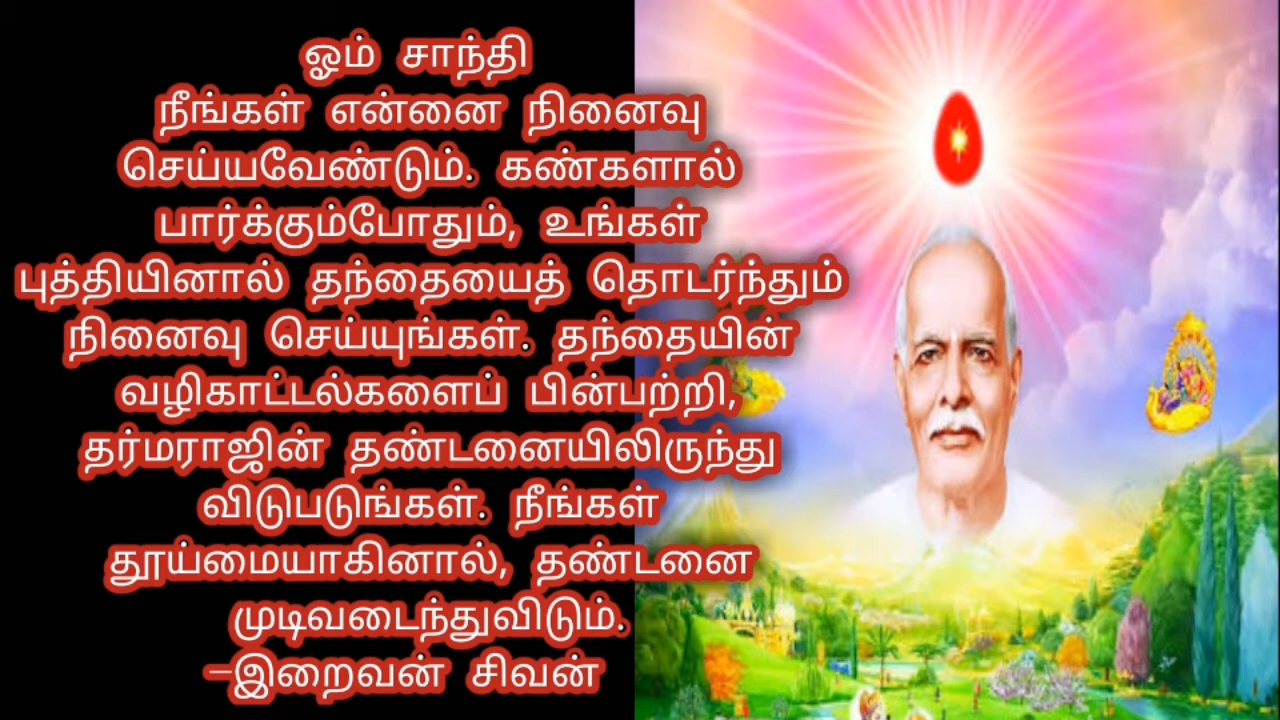 ஓம் சாந்தி
நீங்கள் என்னை நினைவு
செய்யவேண்டும். கண்களால்
பார்க்கும்போதும், உங்கள்
புத்தியினால் தந்தையைத் தொடர்ந்தும்
நினைவு செய்யுங்கள். தந்தையின்
வழிகாட்டல்களைப் பின்பற்றி,
தர்மராஜின் தண்டனையிலிருந்து
விடுபடுங்கள். நீங்கள்
தூய்மையாகினால், தண்டனை
முடிவடைந்துவிடும்.
–இறைவன் சிவன்